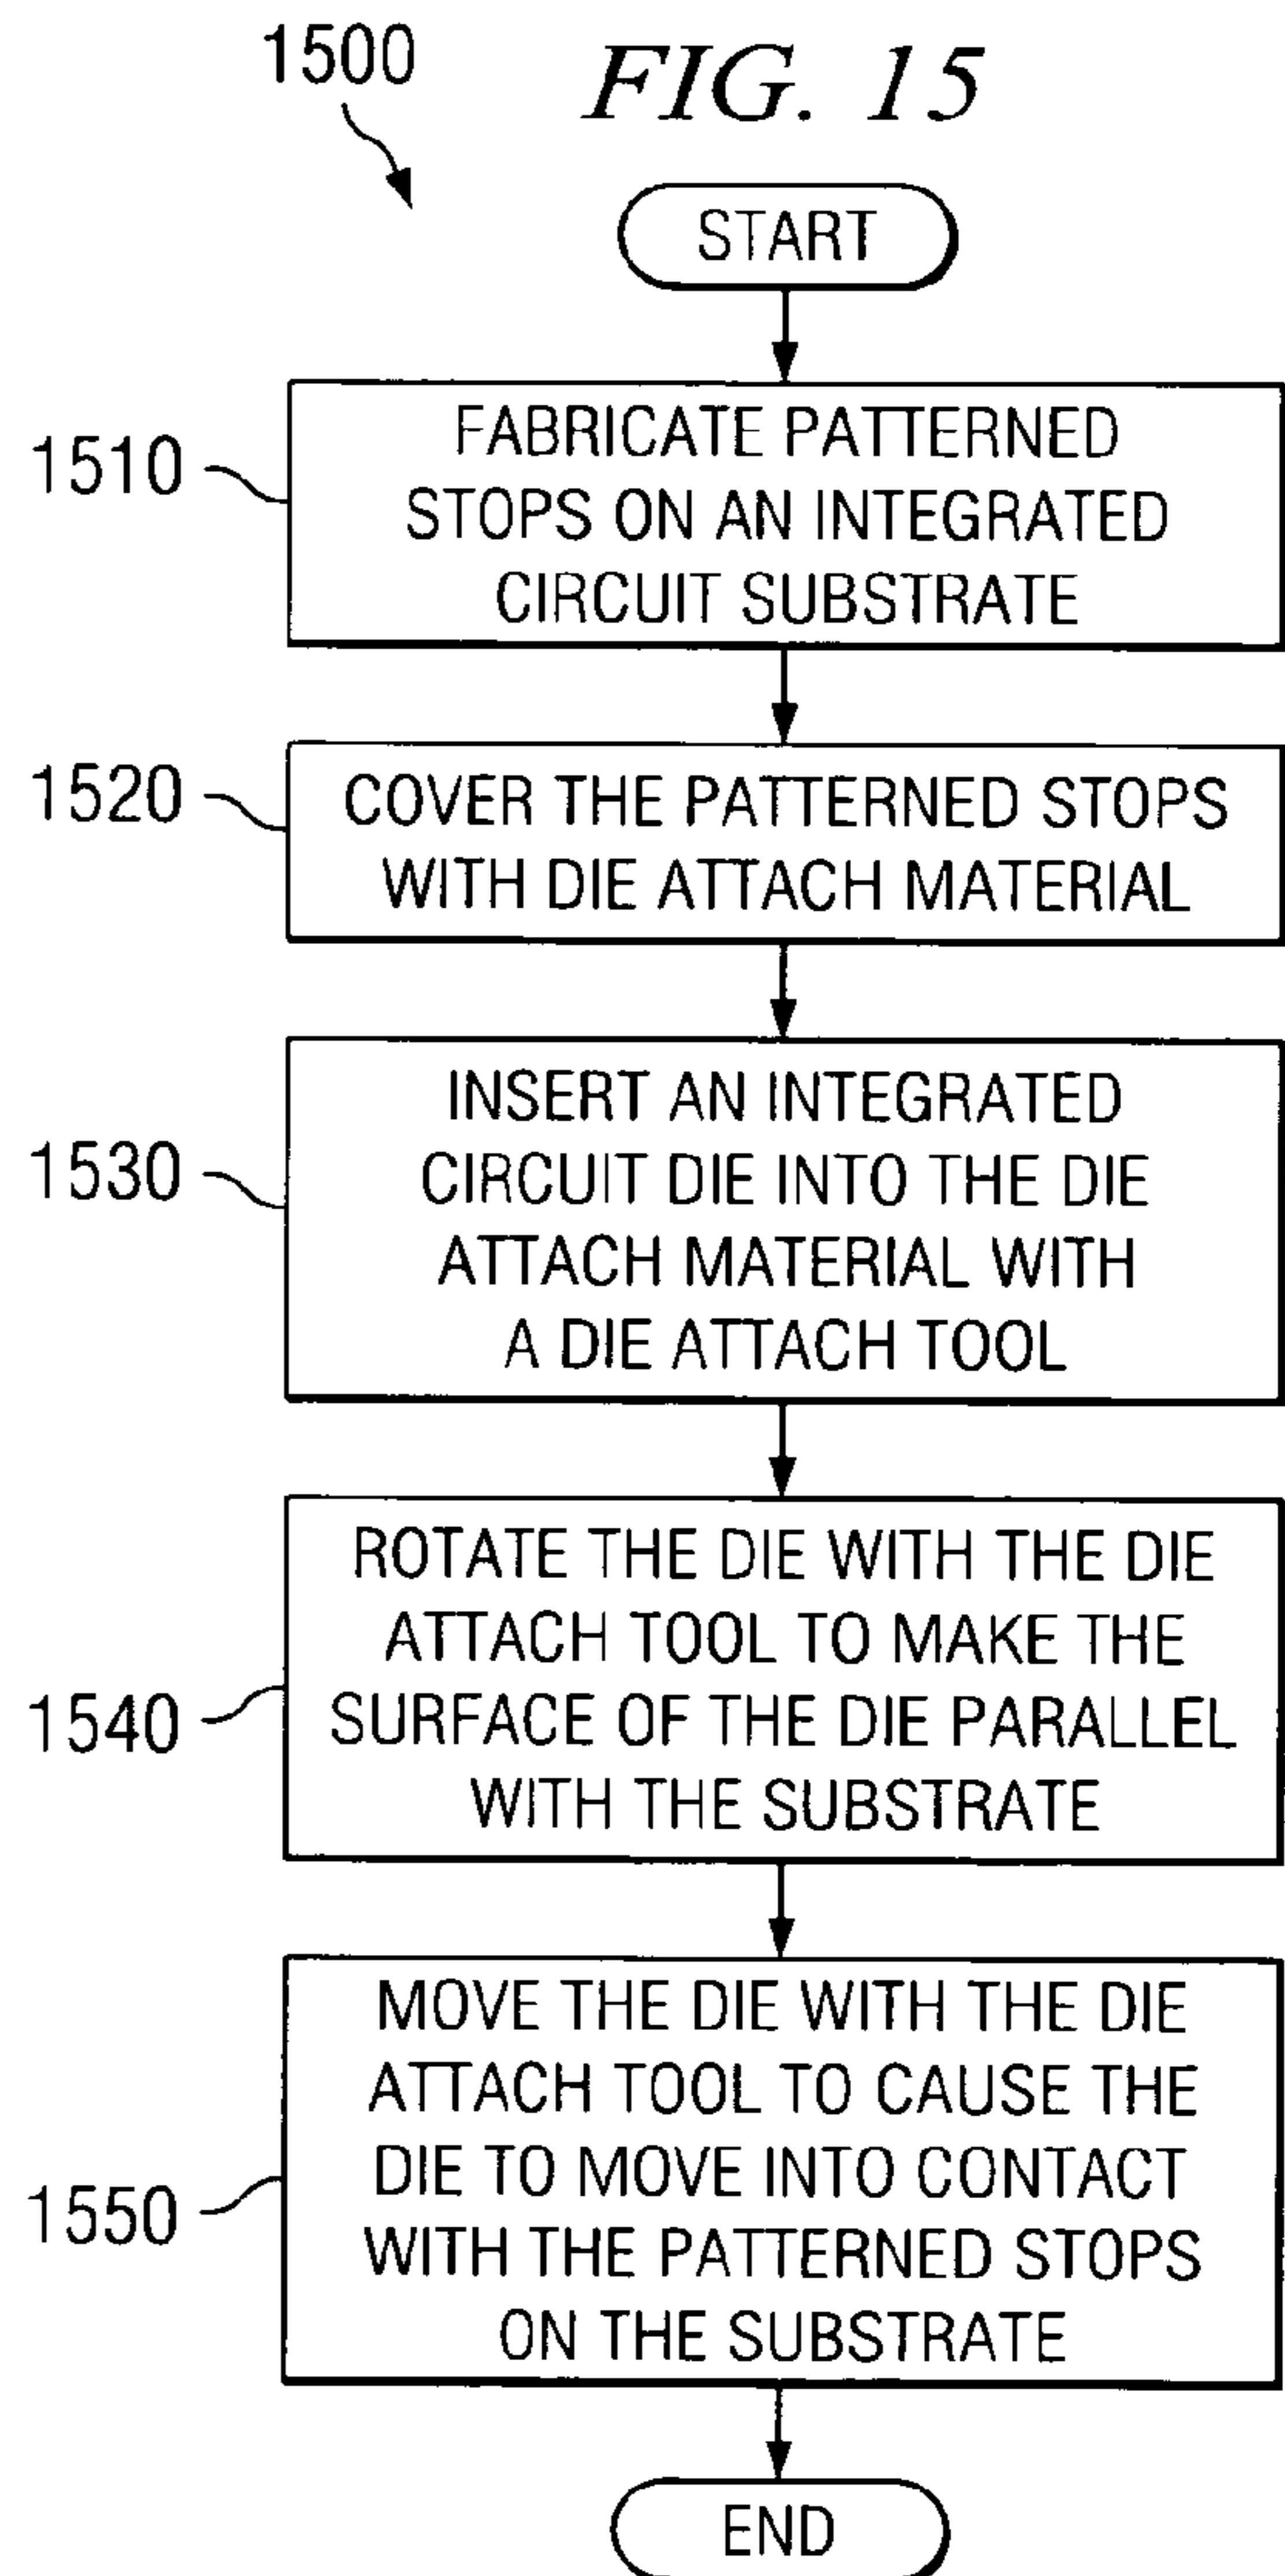 1500
FIG. 15
START
1510
FABRICATE PATTERNED
STOPS ON AN INTEGRATED
CIRCUIT SUBSTRATE
1520
COVER THE PATTERNED STOPS
WITH DIE ATTACH MATERIAL
1530
INSERT AN INTEGRATED
CIRCUIT DIE INTO THE DIE
ATTACH MATERIAL WITH
A DIE ATTACH TOOL
1540
ROTATE THE DIE WITH THE DIE
ATTACH TOOL TO MAKE THE
SURFACE OF THE DIE PARALLEL
WITH THE SUBSTRATE
1550
MOVE THE DIE WITH THE DIE
ATTACH TOOL TO CAUSE THE
DIE TO MOVE INTO CONTACT
WITH THE PATTERNED STOPS
ON THE SUBSTRATE
END